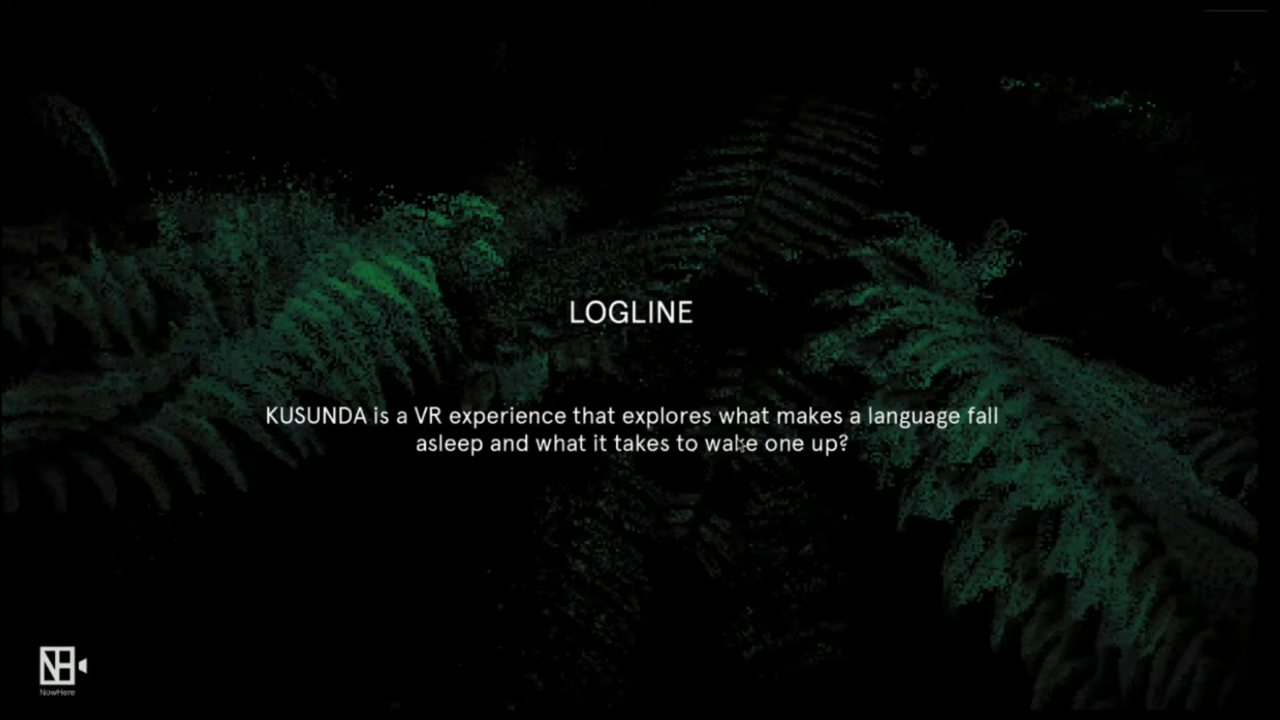 LOGLINE
KUSUNDA is a VR experience that explores what makes a language fall
asleep and what it takes to wake one up?
NowHere